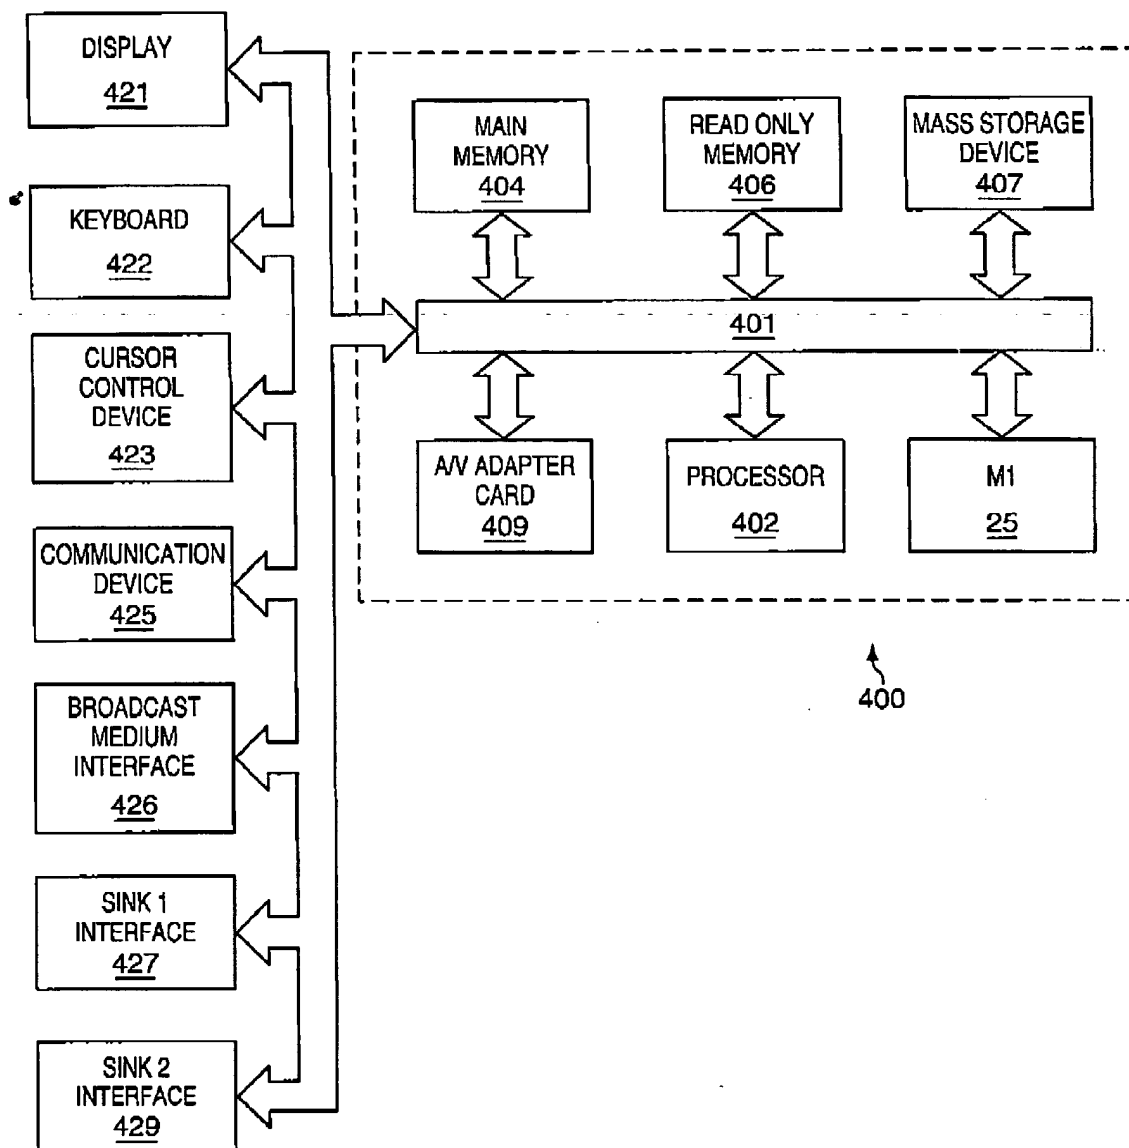 DISPLAY
421
KEYBOARD
422
CURSOR
CONTROL
DEVICE
423
COMMUNICATION
DEVICE
425
BROADCAST
MEDIUM
INTERFACE
426
SINK 1
INTERFACE
427
SINK 2
INTERFACE
429
MAIN
MEMORY
404
READ ONLY
MEMORY
406
MASS STORAGE
DEVICE
407
401
A/V ADAPTER
CARD
409
PROCESSOR
402
M1
25
400